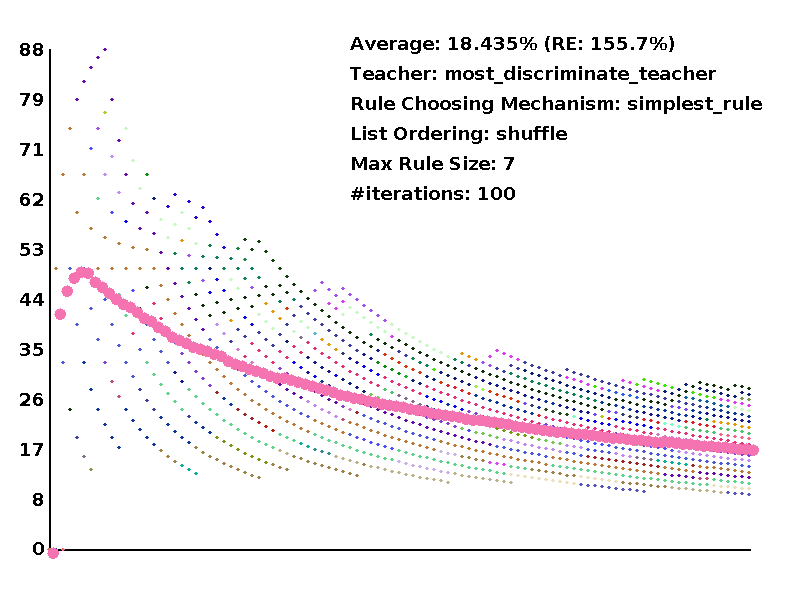 Average: 18.435% (RE: 155.7%)
Teacher: most_discriminate_teacher
Rule Choosing Mechanism: simplest_rule
List Ordering: shuffle
Max Rule Size: 7
#iterations: 100
88
79
71
62
53
44
35
26
17
8
0